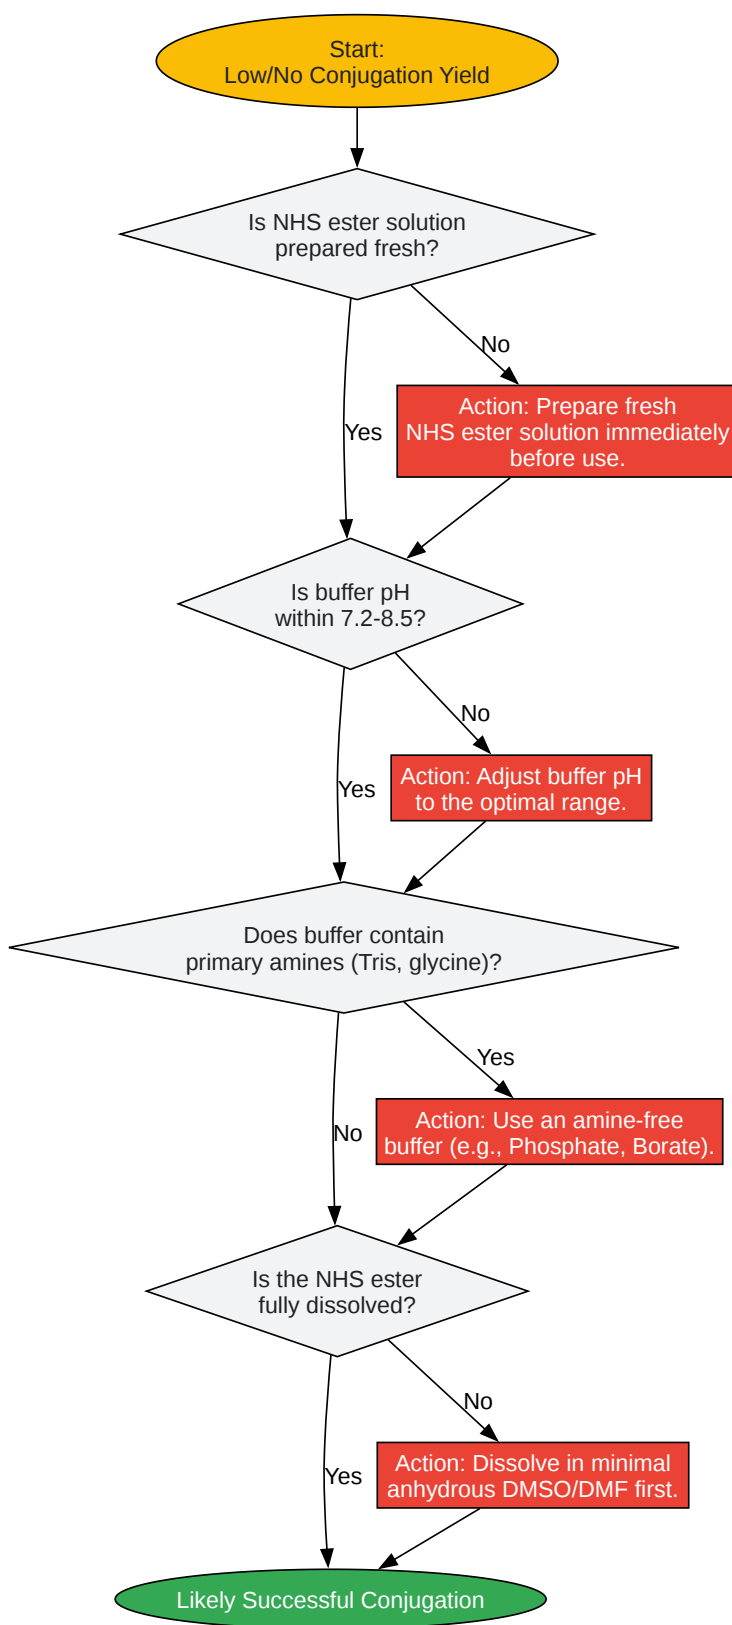 Start:
Low/No Conjugation Yield
Is NHS ester solution
prepared fresh?
No
Action: Prepare fresh
NHS ester solution immediately
before use.
Yes
Is buffer pH
within 7.2-8.5?
No
Action: Adjust buffer pH
to the optimal range.
Yes
Does buffer contain
primary amines (Tris, glycine)?
Yes
Action: Use an amine-free
buffer (e.g., Phosphate, Borate).
No
Is the NHS ester
fully dissolved?
No
Action: Dissolve in minimal
anhydrous DMSO/DMF first.
Yes
Likely Successful Conjugation